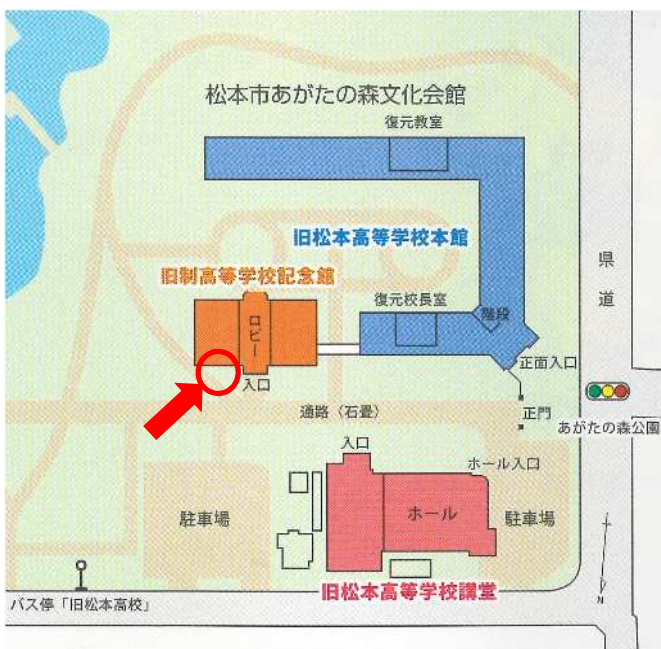 松本市あがたの森文化会館
復元教室
旧松本高等学校本館
県道
旧制高等学校記念館
復元校長室
階段
ロビー
正面入口
入口
通路(石畳)
正門
あがたの森公園
入口
ホール入口
駐車場
ホール
駐車場
旧松本高等学校講堂
バス停「旧松本高校」
N